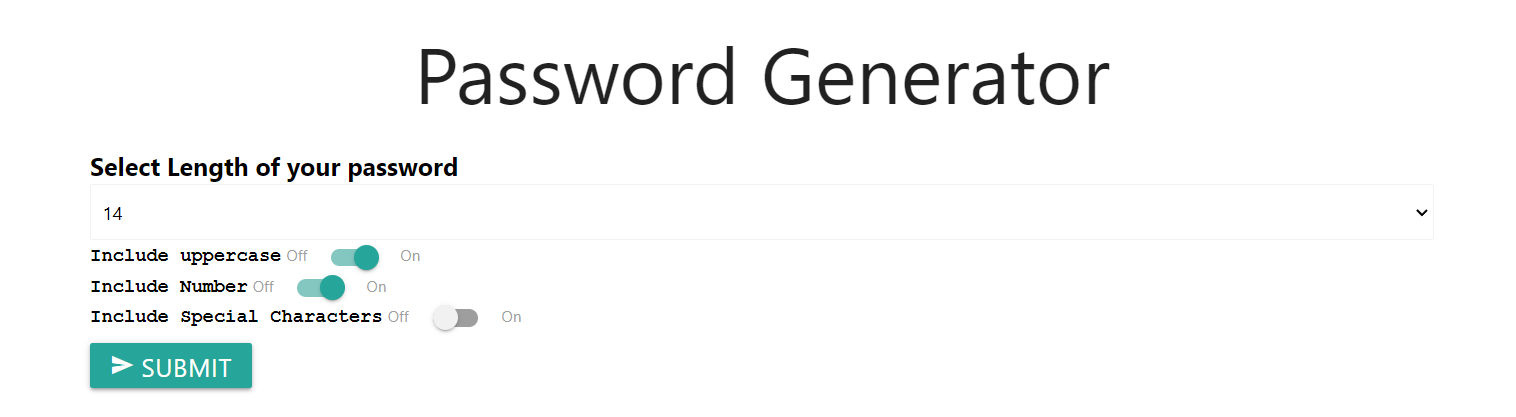 Password Generator
Select Length of your password
14
Include uppercase Off On
Include Number Off On
Include Special Characters Off On
SUBMIT